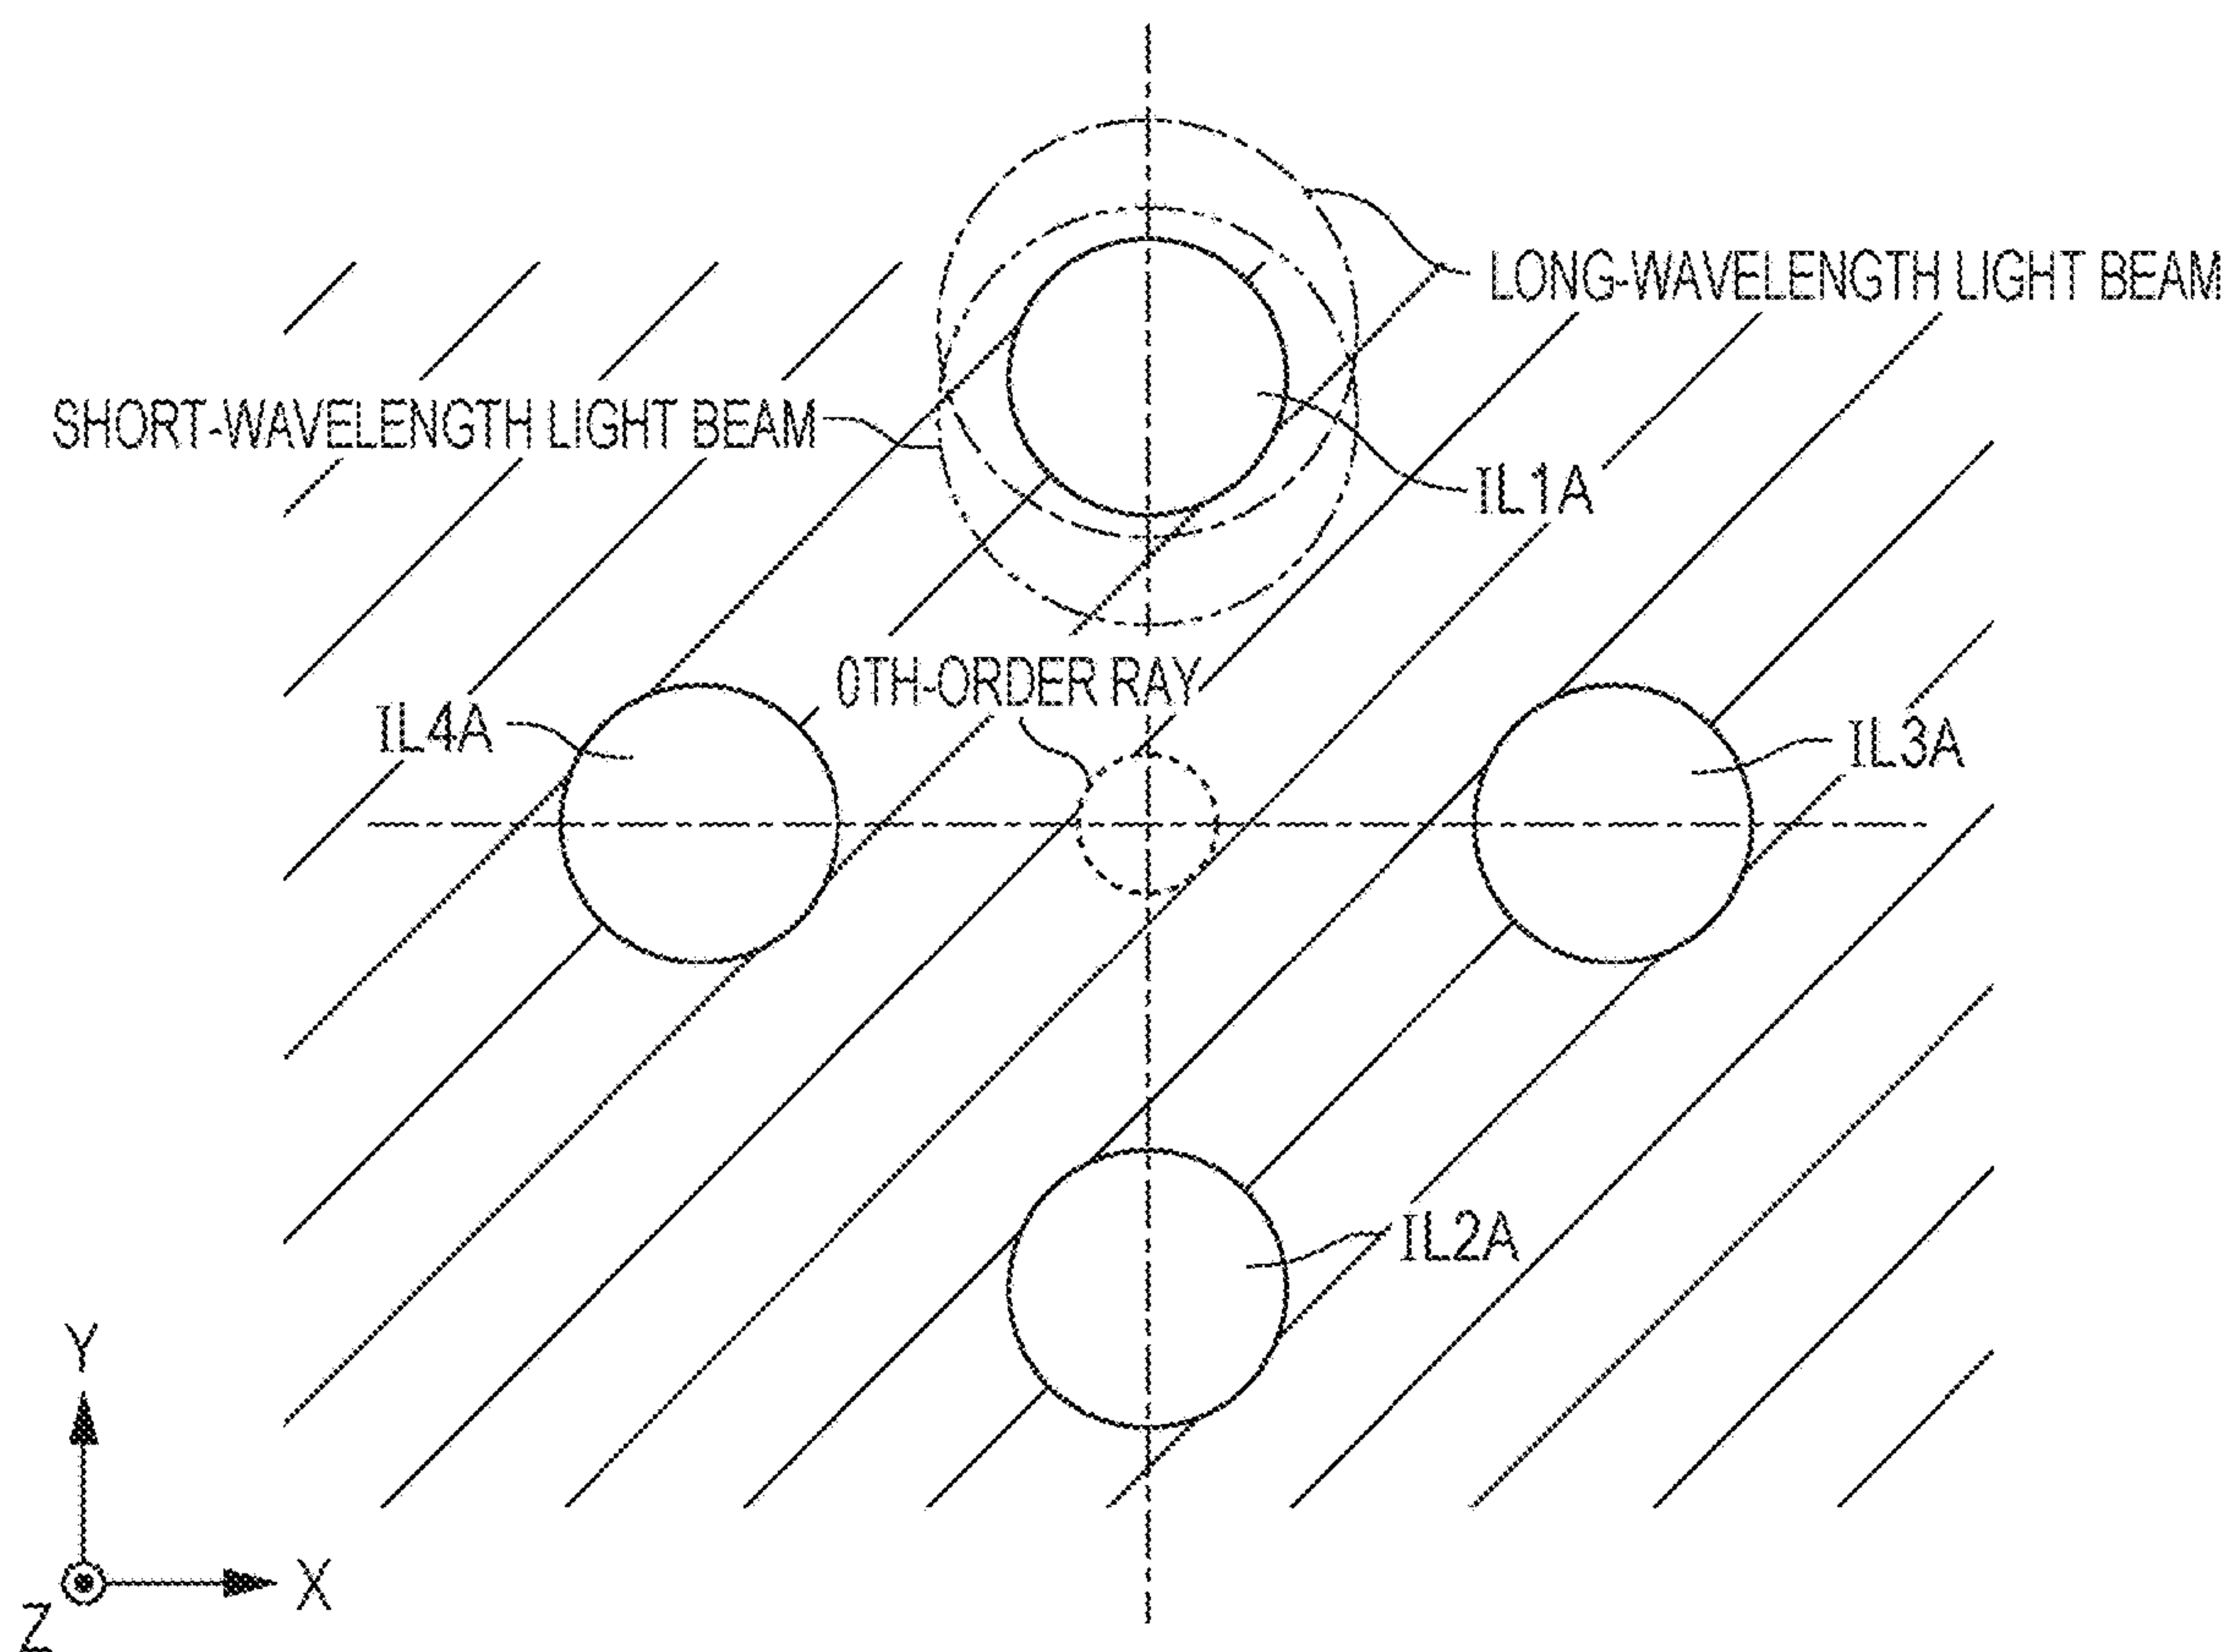 LONG-WAVELENGTH LIGHT BEAM
SHORT-WAVELENGTH LIGHT BEAM
IL1A
0TH-ORDER RAY
IL4A
IL3A
IL2A
Y
X
Z